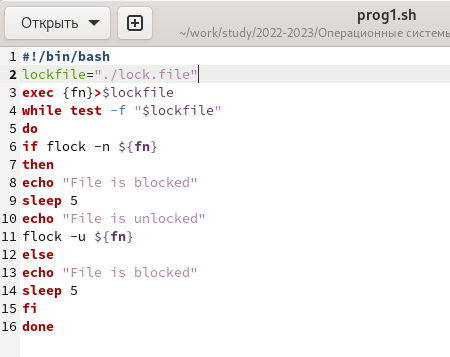 Открыть
prog1.sh
~/work/study/2022-2023/Операционные системы
1 #!/bin/bash
2 lockfile="./lock.file"
3 exec {fn}>$lockfile
4 while test -f "$lockfile"
5 do
6 if flock -n ${fn}
7 then
8 echo "File is blocked"
9 sleep 5
10 echo "File is unlocked"
11 flock -u ${fn}
12 else
13 echo "File is blocked"
14 sleep 5
15 fi
16 done